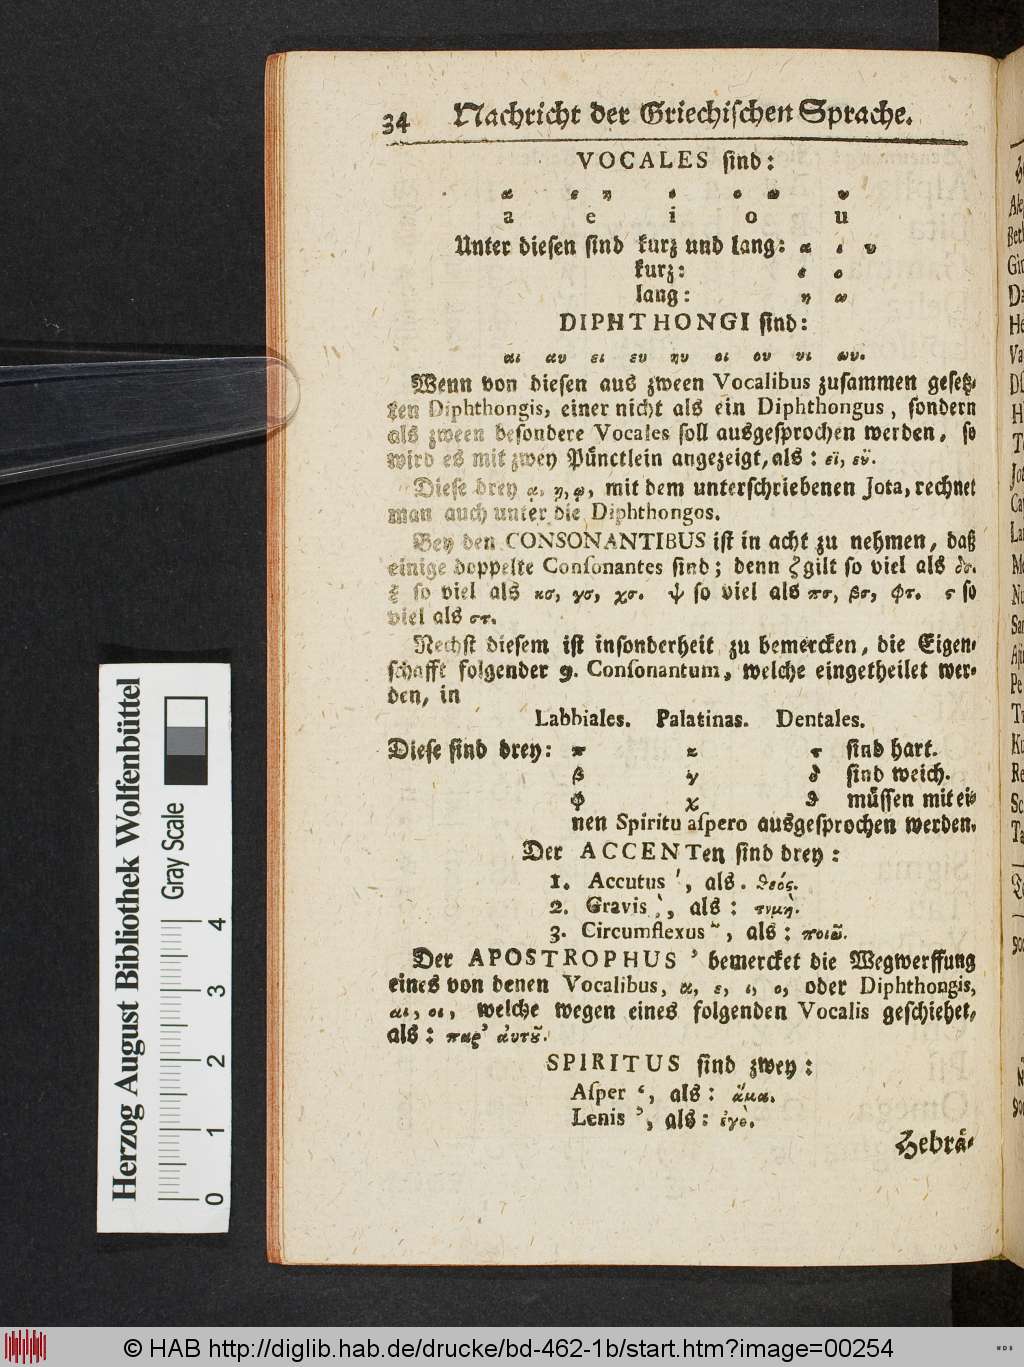 34 Nachricht der Griechischen Sprache.
VOCALES sind:
α ε η ι ο ω υ
a e i o u
Unter diesen sind kurz und lang: α ι υ
kurz: ε ο
lang: η ω
DIPHTHONGI sind:
αι αυ ει ευ ηυ οι ου υι ωυ.
Wenn von diesen aus zween Vocalibus zusammen gesetz-
ten Diphthongis, einer nicht als ein Diphthongus, sondern
als zween besondere Vocales soll ausgesprochen werden, so
wird es mit zwey Pünctlein angezeigt, als: εϊ, εϋ.
Diese drey ᾳ, ῃ, ῳ, mit dem unterschriebenen Jota, rechnet
man auch unter die Diphthongos.
Bey den CONSONANTIBUS ist in acht zu nehmen, daß
einige doppelte Consonantes sind; denn ζ gilt so viel als δσ.
ξ so viel als κσ, γσ, χσ. ψ so viel als πσ, βσ, φσ. ϛ so
viel als στ.
Nechst diesem ist insonderheit zu bemercken, die Eigen-
schafft folgender 9. Consonantum, welche eingetheilet wer-
den, in
Labbiales. Palatinas. Dentales.
Diese sind drey: π κ τ sind hart.
β γ δ sind weich.
φ χ ϑ müssen mit ei-
nen Spiritu aspero ausgesprochen werden.
Der ACCENTen sind drey:
1. Accutus ´, als. ϑεός.
2. Gravis `, als: τιμὴ.
3. Circumflexus ῀, als: ποιῶ.
Der APOSTROPHUS ’ bemercket die Wegwerffung
eines von denen Vocalibus, α, ε, ι, ο, oder Diphthongis,
αι, οι, welche wegen eines folgenden Vocalis geschiehet,
als: παρ’ ἀυτοῦ.
SPIRITUS sind zwey:
Asper ‛, als: ἅμα.
Lenis ’, als: ἐγὸ.
Hebrä-
Herzog August Bibliothek Wolfenbüttel
Gray Scale
0 1 2 3 4
© HAB http://diglib.hab.de/drucke/bd-462-1b/start.htm?image=00254